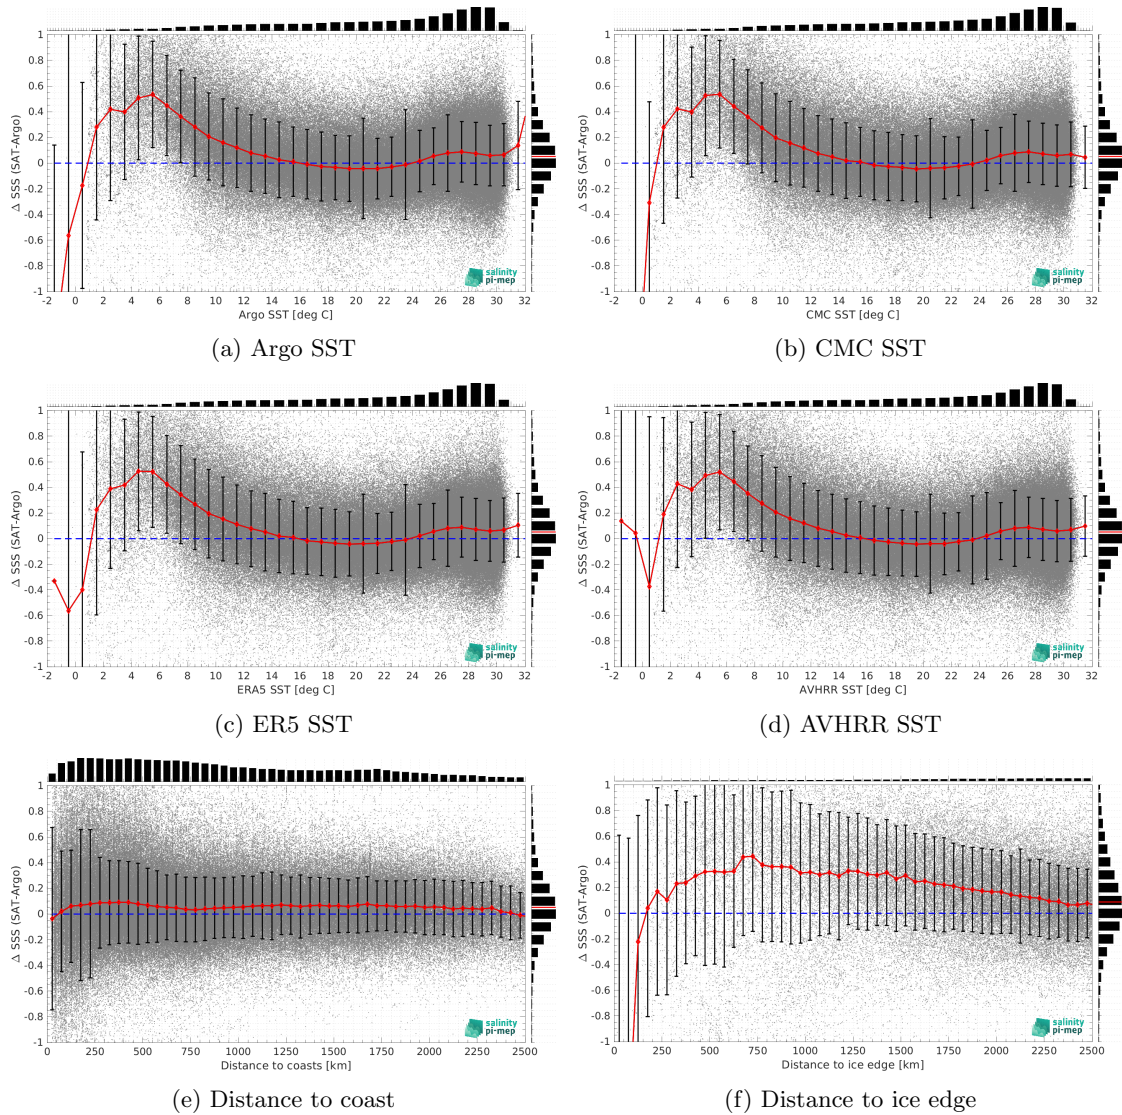 1
0.8
0.6
0.4
0.2
0
-0.2
-0.4
-0.6
-0.8
-1
Δ SSS (SAT-Argo)
salinity
pi-mep
-2 0 2 4 6 8 10 12 14 16 18 20 22 24 26 28 30 32
Argo SST [deg C]
(a) Argo SST
1
0.8
0.6
0.4
0.2
0
-0.2
-0.4
-0.6
-0.8
-1
Δ SSS (SAT-Argo)
salinity
pi-mep
-2 0 2 4 6 8 10 12 14 16 18 20 22 24 26 28 30 32
CMC SST [deg C]
(b) CMC SST
1
0.8
0.6
0.4
0.2
0
-0.2
-0.4
-0.6
-0.8
-1
Δ SSS (SAT-Argo)
salinity
pi-mep
-2 0 2 4 6 8 10 12 14 16 18 20 22 24 26 28 30 32
ERA5 SST [deg C]
(c) ER5 SST
1
0.8
0.6
0.4
0.2
0
-0.2
-0.4
-0.6
-0.8
-1
Δ SSS (SAT-Argo)
salinity
pi-mep
-2 0 2 4 6 8 10 12 14 16 18 20 22 24 26 28 30 32
AVHRR SST [deg C]
(d) AVHRR SST
1
0.8
0.6
0.4
0.2
0
-0.2
-0.4
-0.6
-0.8
-1
Δ SSS (SAT-Argo)
salinity
pi-mep
0 250 500 750 1000 1250 1500 1750 2000 2250 2500
Distance to coasts [km]
(e) Distance to coast
1
0.8
0.6
0.4
0.2
0
-0.2
-0.4
-0.6
-0.8
-1
Δ SSS (SAT-Argo)
salinity
pi-mep
0 250 500 750 1000 1250 1500 1750 2000 2250 2500
Distance to ice edge [km]
(f) Distance to ice edge